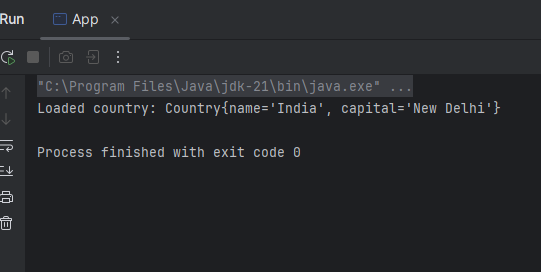 Run App
"C:\Program Files\Java\jdk-21\bin\java.exe" ...
Loaded country: Country{name='India', capital='New Delhi'}
Process finished with exit code 0